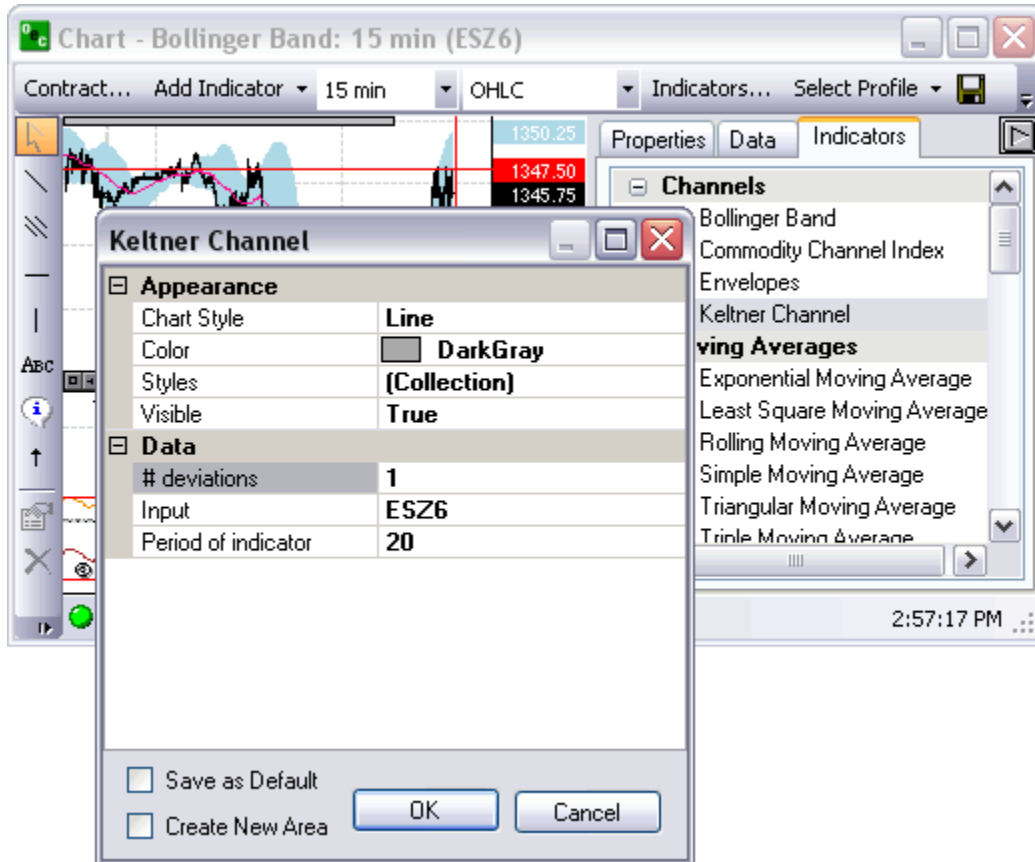 Chart - Bollinger Band: 15 min (ESZ6)
Contract... Add Indicator 15 min OHLC Indicators... Select Profile
1350.25
1347.50
1345.75
Properties Data Indicators
Channels
Bollinger Band
Commodity Channel Index
Envelopes
Keltner Channel
ving Averages
Exponential Moving Average
Least Square Moving Average
Rolling Moving Average
Simple Moving Average
Triangular Moving Average
Triple Moving Average
ABC
Keltner Channel
Appearance
Chart Style Line
Color DarkGray
Styles (Collection)
Visible True
Data
# deviations 1
Input ESZ6
Period of indicator 20
Save as Default
Create New Area
OK Cancel
2:57:17 PM